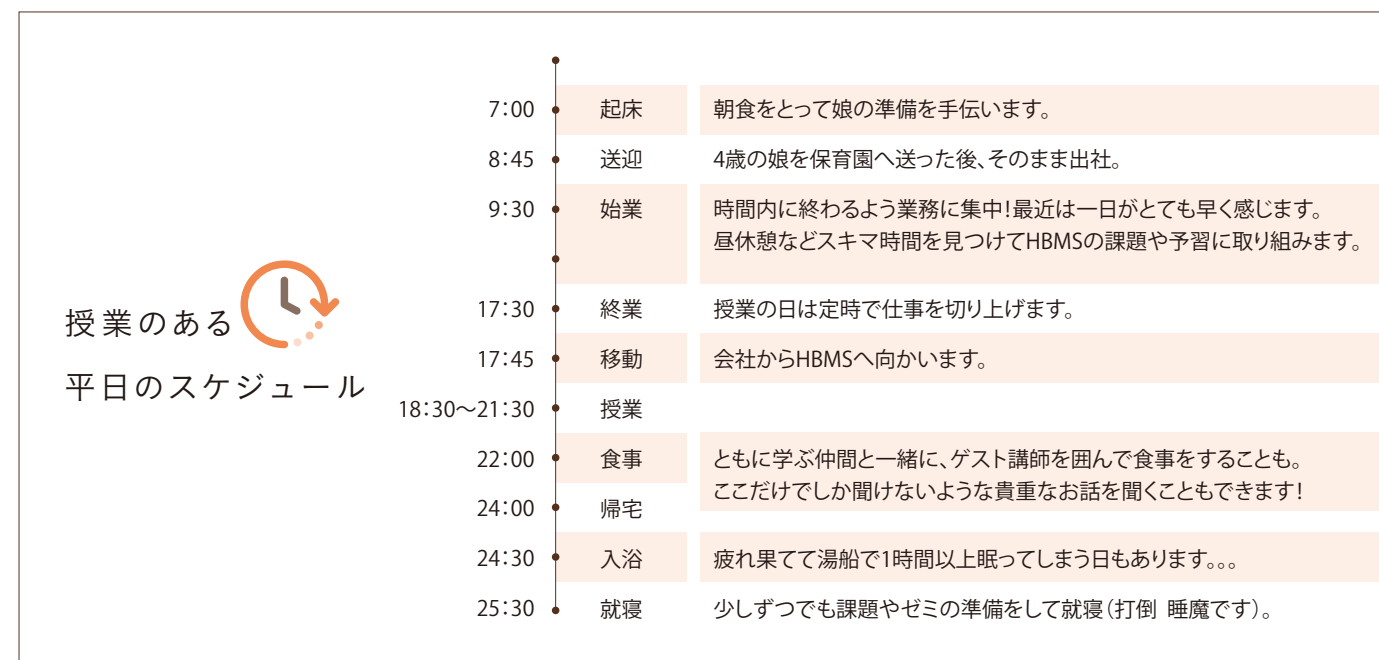 授業のある
平日のスケジュール
7:00 起床 朝食をとって娘の準備を手伝います。
8:45 送迎 4歳の娘を保育園へ送った後、そのまま出社。
9:30 始業 時間内に終わるよう業務に集中!最近は一日がとても早く感じます。
昼休憩などスキマ時間を見つけてHBMSの課題や予習に取り組みます。
17:30 終業 授業の日は定時で仕事を切り上げます。
17:45 移動 会社からHBMSへ向かいます。
18:30〜21:30 授業
22:00 食事 ともに学ぶ仲間と一緒に、ゲスト講師を囲んで食事をすることも。
ここだけでしか聞けないような貴重なお話を聞くこともできます!
24:00 帰宅
24:30 入浴 疲れ果てて湯船で1時間以上眠ってしまう日もあります。。。
25:30 就寝 少しずつでも課題やゼミの準備をして就寝(打倒 睡魔です)。